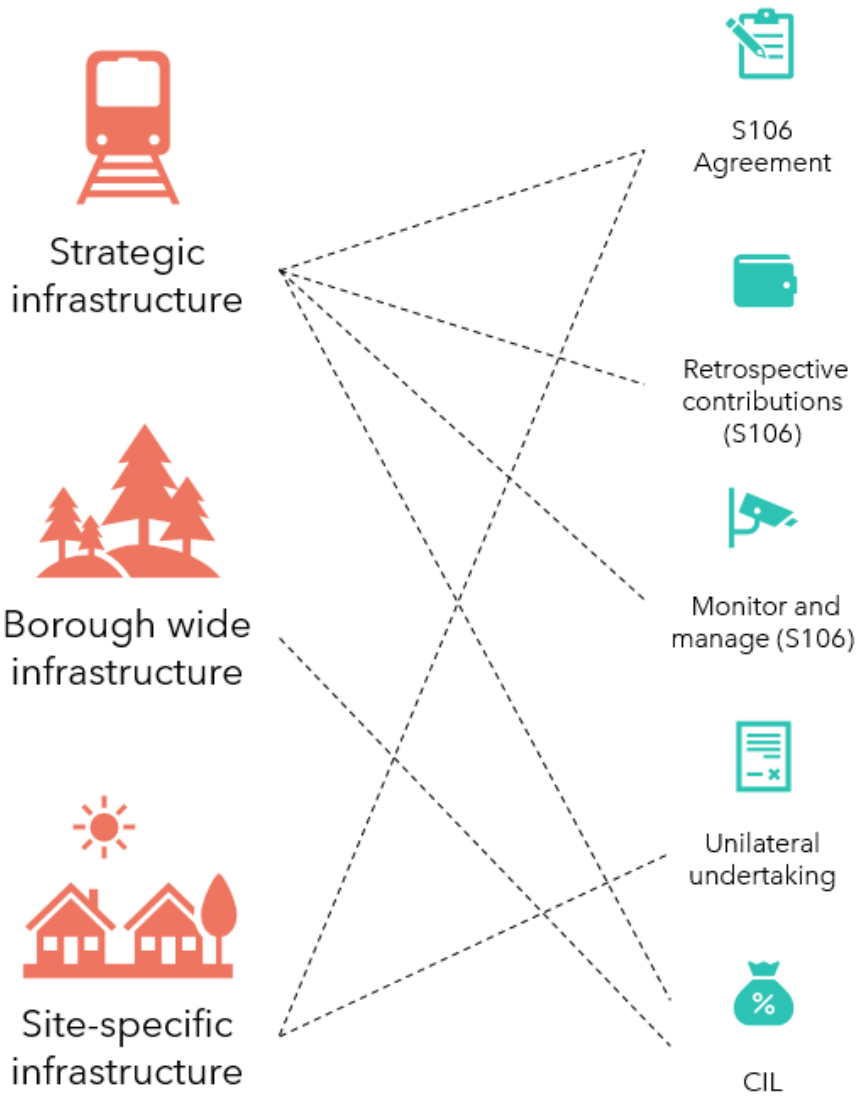 Strategic
infrastructure
Borough wide
infrastructure
Site-specific
infrastructure
S106
Agreement
Retrospective
contributions
(S106)
Monitor and
manage (S106)
Unilateral
undertaking
%
CIL